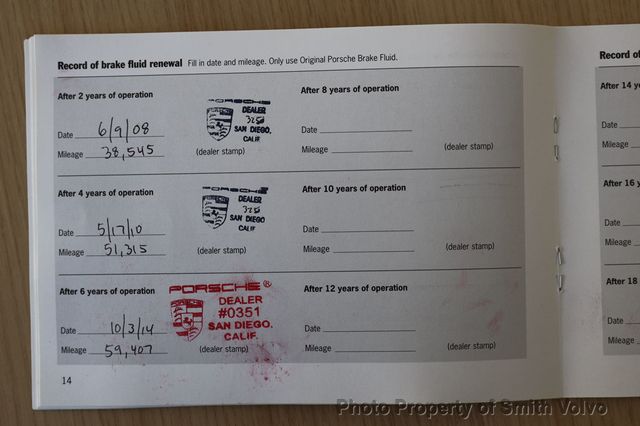 Record of brake fluid renewal Fill in date and mileage. Only use Original Porsche Brake Fluid.
After 2 years of operation
Date 6/9/08
Mileage 38,545
(dealer stamp)
DEALER
SAN DIEGO,
CALIF.
After 4 years of operation
Date 5/17/10
Mileage 51,315
(dealer stamp)
DEALER
SAN DIEGO
CALIF
After 6 years of operation
Date 10/3/14
Mileage 59,407
(dealer stamp)
PORSCHE®
DEALER
#0351
SAN DIEGO.
CALIF.
After 8 years of operation
Date
Mileage
(dealer stamp)
After 10 years of operation
Date
Mileage
(dealer stamp)
After 12 years of operation
Date
Mileage
(dealer stamp)
14
Record of
After 14 ye
Date
Mileage
After 16 y
Date
Mileage
After 18
Date
Mileage
Photo Property of Smith Volvo